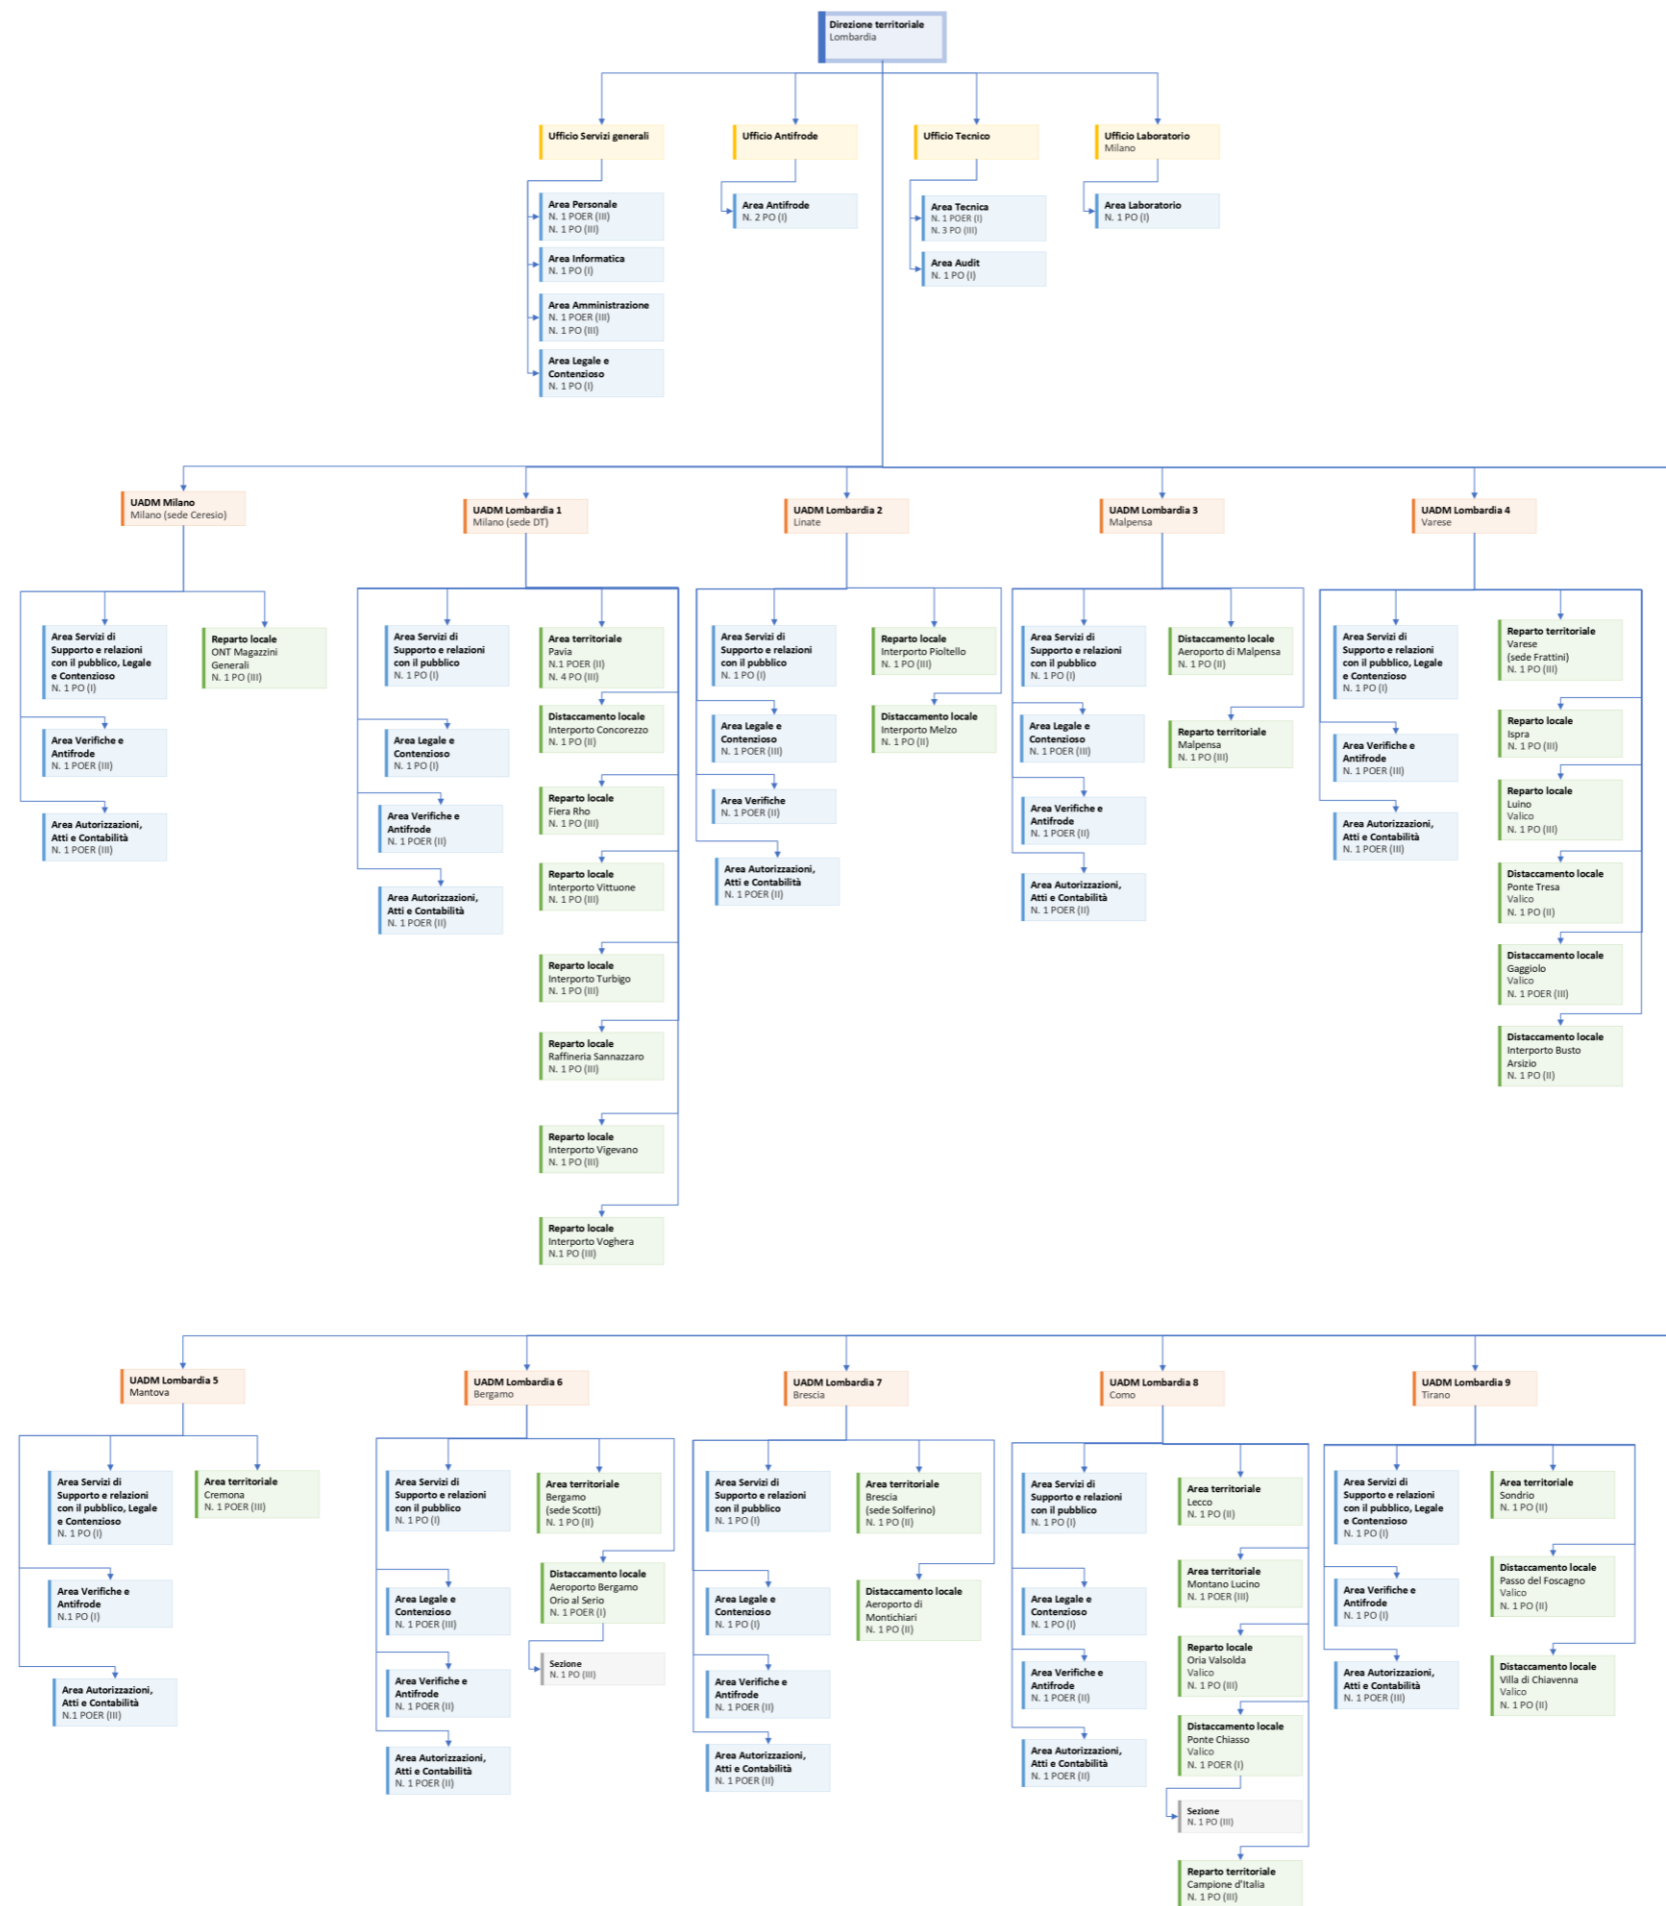 Direzione territoriale
Lombardia
Ufficio Servizi generali
Area Personale
N. 1 POER (III)
N. 1 PO (III)
Area Informatica
N. 1 PO (I)
Area Amministrazione
N. 1 POER (III)
N. 1 PO (III)
Area Legale e
Contenzioso
N. 1 PO (I)
Ufficio Antifrode
Area Antifrode
N. 2 PO (I)
Ufficio Tecnico
Area Tecnica
N. 1 POER (I)
N. 3 PO (III)
Area Audit
N. 1 PO (I)
Ufficio Laboratorio
Milano
Area Laboratorio
N. 1 PO (I)
UADM Milano
Milano (sede Ceresio)
Area Servizi di
Supporto e relazioni
con il pubblico, Legale
e Contenzioso
N. 1 PO (I)
Area Verifiche e
Antifrode
N. 1 POER (III)
Area Autorizzazioni,
Atti e Contabilità
N. 1 POER (III)
Reparto locale
ONT Magazzini
Generali
N. 1 PO (III)
UADM Lombardia 1
Milano (sede DT)
Area Servizi di
Supporto e relazioni
con il pubblico
N. 1 PO (I)
Area Legale e
Contenzioso
N. 1 PO (I)
Area Verifiche e
Antifrode
N. 1 POER (II)
Area Autorizzazioni,
Atti e Contabilità
N. 1 POER (II)
Area territoriale
Pavia
N.1 POER (II)
N. 4 PO (III)
Distaccamento locale
Interporto Concorezzo
N. 1 PO (II)
Reparto locale
Fiera Rho
N. 1 PO (III)
Reparto locale
Interporto Vittuone
N. 1 PO (III)
Reparto locale
Interporto Turbigo
N. 1 PO (III)
Reparto locale
Raffineria Sannazzaro
N. 1 PO (III)
Reparto locale
Interporto Vigevano
N. 1 PO (III)
Reparto locale
Interporto Voghera
N.1 PO (III)
UADM Lombardia 2
Linate
Area Servizi di
Supporto e relazioni
con il pubblico
N. 1 PO (I)
Area Legale e
Contenzioso
N. 1 POER (III)
Area Verifiche
N. 1 POER (II)
Area Autorizzazioni,
Atti e Contabilità
N. 1 POER (II)
Reparto locale
Interporto Pioltello
N. 1 PO (III)
Distaccamento locale
Interporto Melzo
N. 1 PO (II)
UADM Lombardia 3
Malpensa
Area Servizi di
Supporto e relazioni
con il pubblico
N. 1 PO (I)
Area Legale e
Contenzioso
N. 1 POER (III)
Area Verifiche e
Antifrode
N. 1 POER (II)
Area Autorizzazioni,
Atti e Contabilità
N. 1 POER (II)
Distaccamento locale
Aeroporto di Malpensa
N. 1 PO (II)
Reparto territoriale
Malpensa
N. 1 PO (III)
UADM Lombardia 4
Varese
Area Servizi di
Supporto e relazioni
con il pubblico, Legale
e Contenzioso
N. 1 PO (I)
Area Verifiche e
Antifrode
N. 1 POER (III)
Area Autorizzazioni,
Atti e Contabilità
N. 1 POER (III)
Reparto territoriale
Varese
(sede Frattini)
N. 1 PO (III)
Reparto locale
Ispra
N. 1 PO (III)
Reparto locale
Luino
Valico
N. 1 PO (III)
Distaccamento locale
Ponte Tresa
Valico
N. 1 PO (II)
Distaccamento locale
Gaggiolo
Valico
N. 1 POER (III)
Distaccamento locale
Interporto Busto
Arsizio
N. 1 PO (II)
UADM Lombardia 5
Mantova
Area Servizi di
Supporto e relazioni
con il pubblico, Legale
e Contenzioso
N. 1 PO (I)
Area Verifiche e
Antifrode
N.1 PO (I)
Area Autorizzazioni,
Atti e Contabilità
N.1 POER (III)
Area territoriale
Cremona
N. 1 POER (III)
UADM Lombardia 6
Bergamo
Area Servizi di
Supporto e relazioni
con il pubblico
N. 1 PO (I)
Area Legale e
Contenzioso
N. 1 POER (III)
Area Verifiche e
Antifrode
N. 1 POER (II)
Area Autorizzazioni,
Atti e Contabilità
N. 1 POER (II)
Area territoriale
Bergamo
(sede Scotti)
N. 1 PO (II)
Distaccamento locale
Aeroporto Bergamo
Orio al Serio
N. 1 POER (I)
Sezione
N. 1 PO (III)
UADM Lombardia 7
Brescia
Area Servizi di
Supporto e relazioni
con il pubblico
N. 1 PO (I)
Area Legale e
Contenzioso
N. 1 PO (I)
Area Verifiche e
Antifrode
N. 1 POER (II)
Area Autorizzazioni,
Atti e Contabilità
N. 1 POER (II)
Area territoriale
Brescia
(sede Solferino)
N. 1 PO (II)
Distaccamento locale
Aeroporto di
Montichiari
N. 1 PO (II)
UADM Lombardia 8
Como
Area Servizi di
Supporto e relazioni
con il pubblico
N. 1 PO (I)
Area Legale e
Contenzioso
N. 1 PO (I)
Area Verifiche e
Antifrode
N. 1 POER (II)
Area Autorizzazioni,
Atti e Contabilità
N. 1 POER (II)
Area territoriale
Lecco
N. 1 PO (II)
Area territoriale
Montano Lucino
N. 1 POER (III)
Reparto locale
Oria Valsolda
Valico
N. 1 PO (III)
Distaccamento locale
Ponte Chiasso
Valico
N. 1 POER (I)
Sezione
N. 1 PO (III)
Reparto territoriale
Campione d'Italia
N. 1 PO (III)
UADM Lombardia 9
Tirano
Area Servizi di
Supporto e relazioni
con il pubblico, Legale
e Contenzioso
N. 1 PO (I)
Area Verifiche e
Antifrode
N. 1 PO (I)
Area Autorizzazioni,
Atti e Contabilità
N. 1 POER (III)
Area territoriale
Sondrio
N. 1 PO (II)
Distaccamento locale
Passo del Foscagno
Valico
N. 1 PO (II)
Distaccamento locale
Villa di Chiavenna
Valico
N. 1 PO (II)